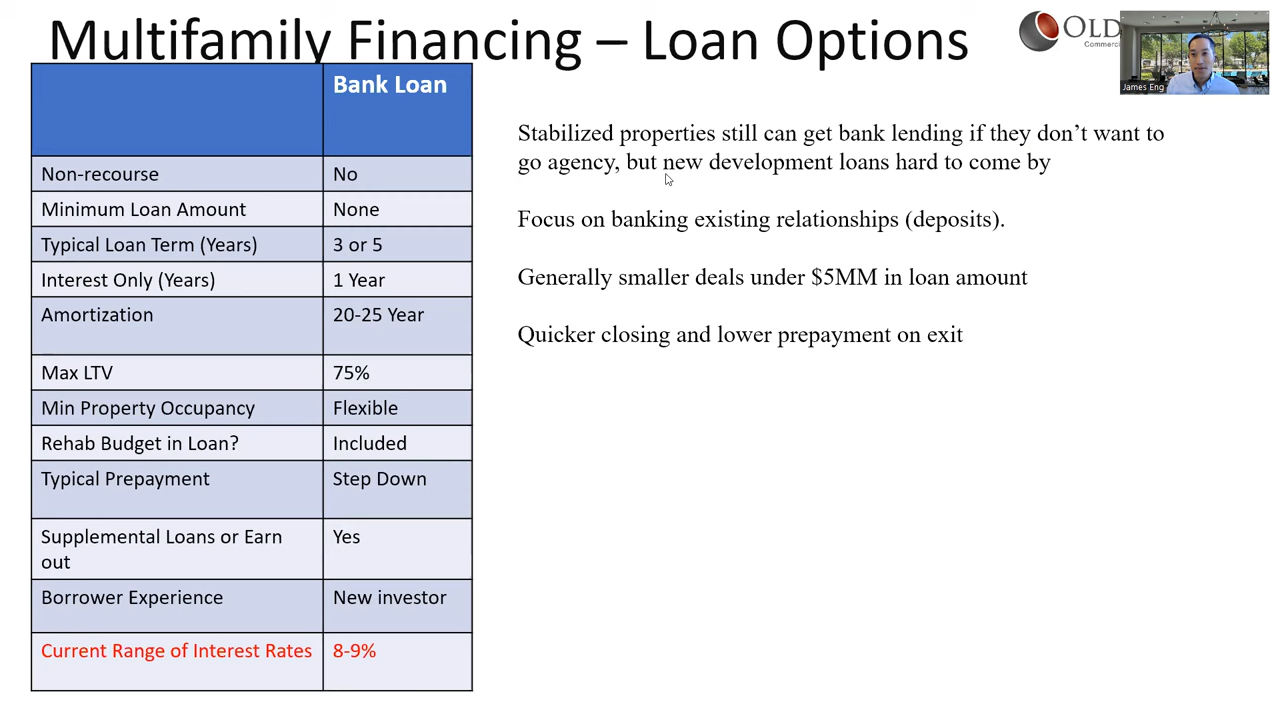 Multifamily Financing – Loan Options
OLD
Commerci
James Eng
Bank Loan
Non-recourse No
Minimum Loan Amount None
Typical Loan Term (Years) 3 or 5
Interest Only (Years) 1 Year
Amortization 20-25 Year
Max LTV 75%
Min Property Occupancy Flexible
Rehab Budget in Loan? Included
Typical Prepayment Step Down
Supplemental Loans or Earn Yes
out
Borrower Experience New investor
Current Range of Interest Rates 8-9%
Stabilized properties still can get bank lending if they don’t want to
go agency, but new development loans hard to come by
Focus on banking existing relationships (deposits).
Generally smaller deals under $5MM in loan amount
Quicker closing and lower prepayment on exit